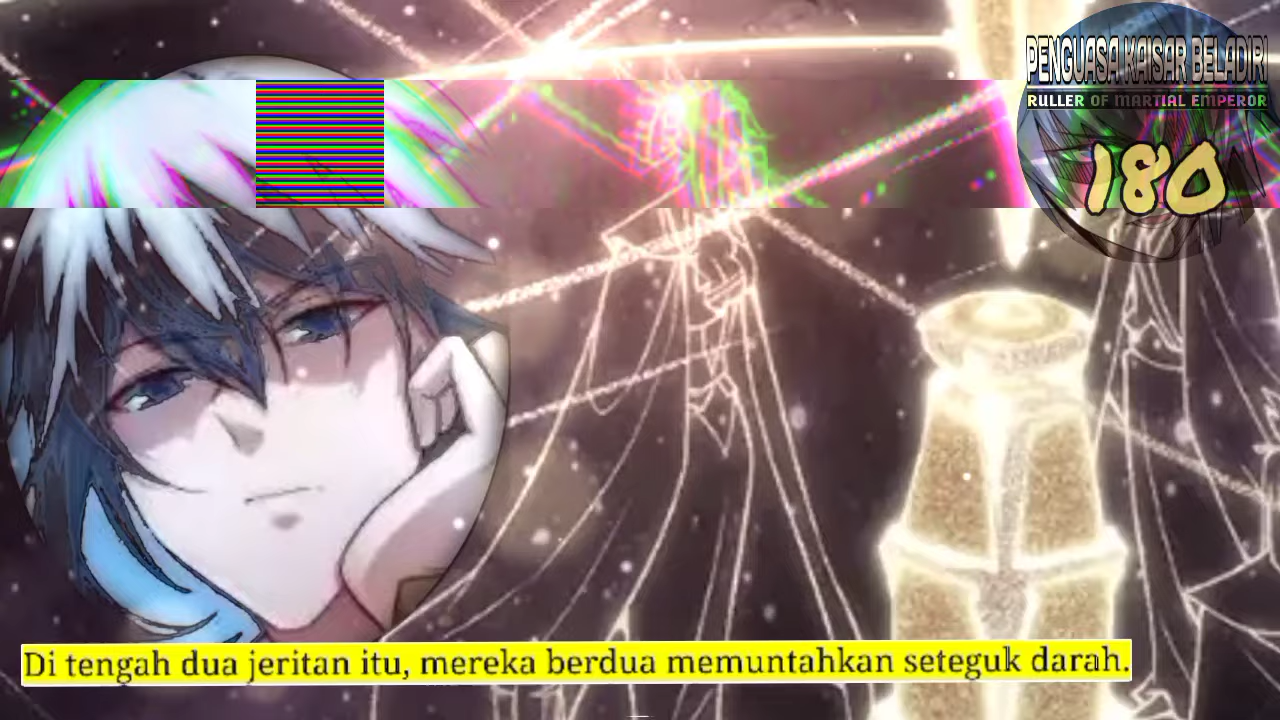 PENGUASA KAISAR BELADIRI
RULLER OF MARTIAL EMPEROR
180
Di tengah dua jeritan itu, mereka berdua memuntahkan seteguk darah.